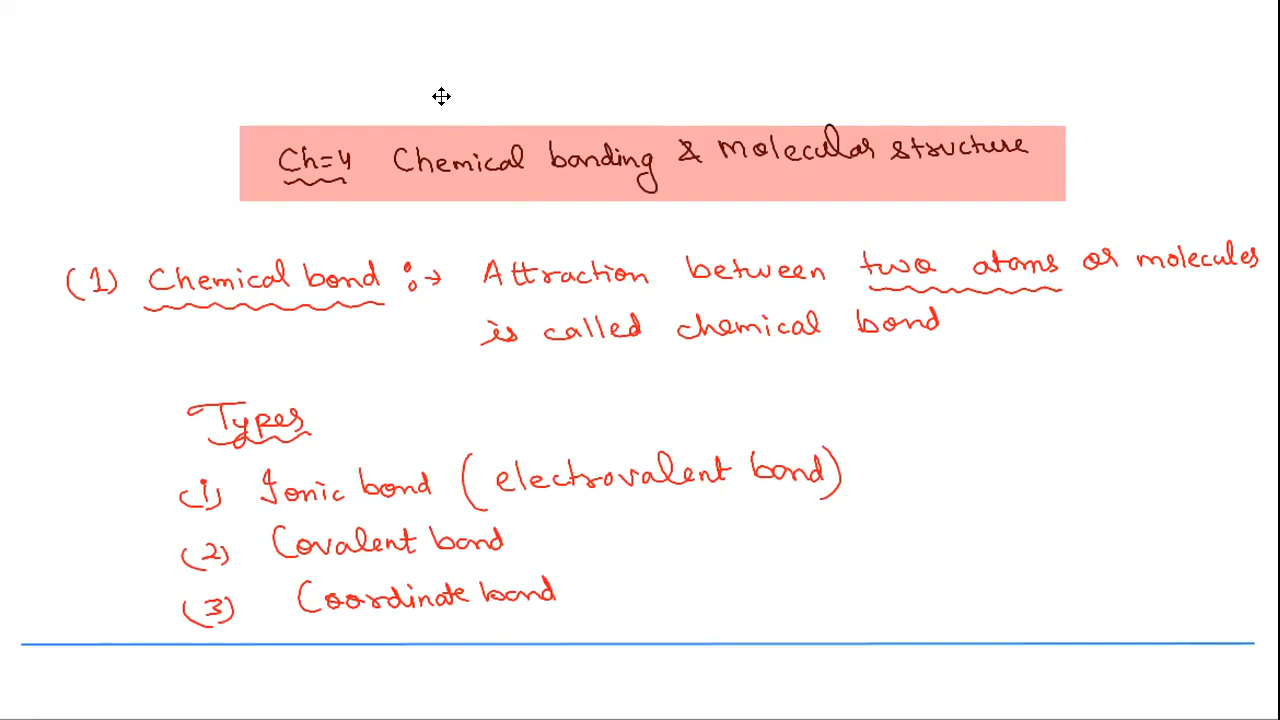 Ch=4 Chemical bonding & molecular structure
(1) Chemical bond :→ Attraction between two atoms or molecules
is called chemical bond
Types
(1) Ionic bond (electrovalent bond)
(2) Covalent bond
(3) Coordinate bond